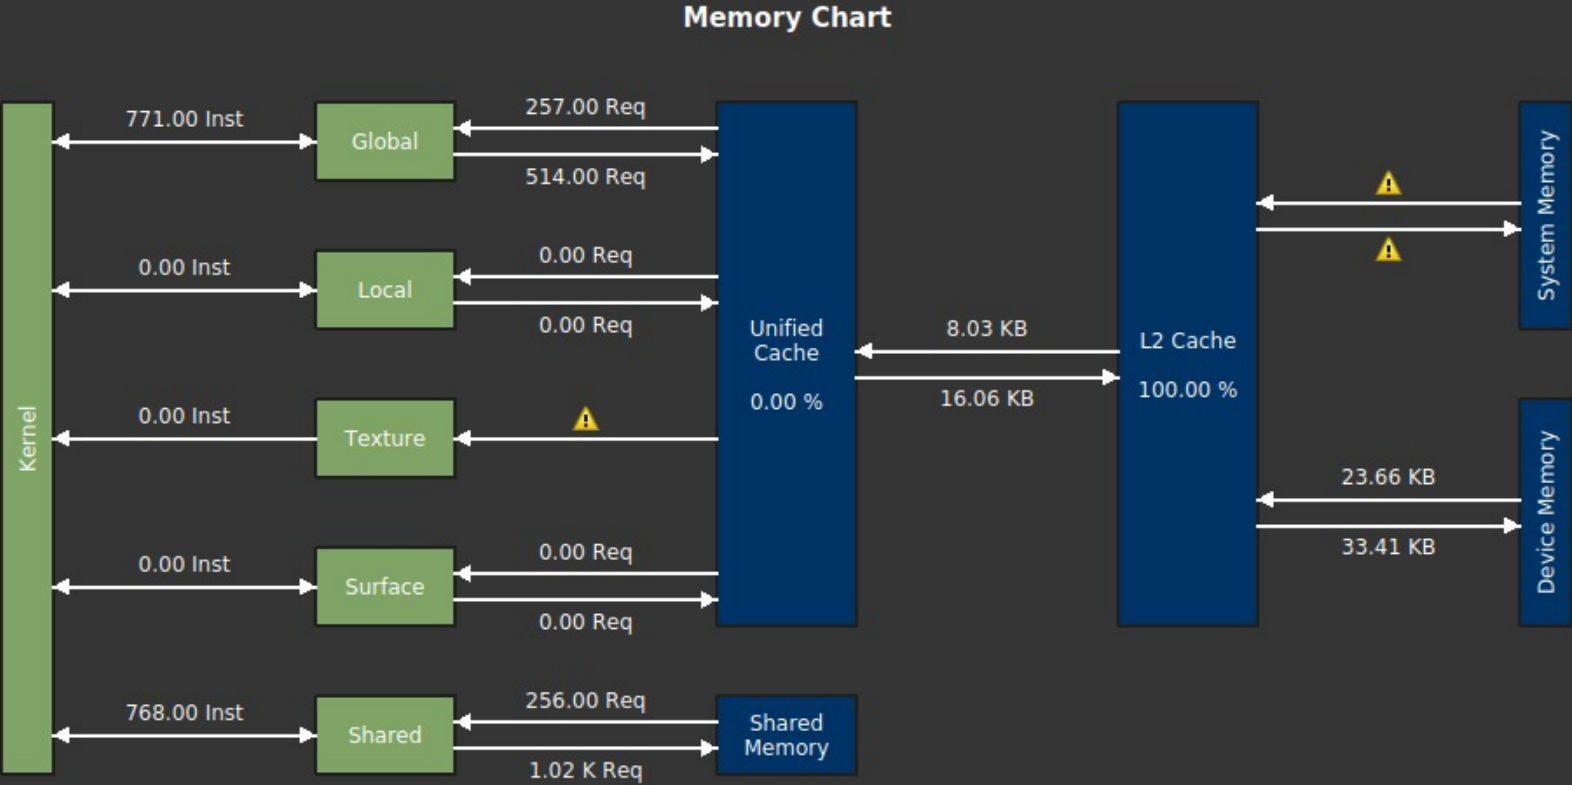 Memory Chart
Kernel
771.00 Inst
Global
257.00 Req
514.00 Req
0.00 Inst
Local
0.00 Req
0.00 Req
0.00 Inst
Texture
0.00 Inst
Surface
0.00 Req
0.00 Req
768.00 Inst
Shared
256.00 Req
1.02 K Req
Unified
Cache
0.00 %
Shared
Memory
8.03 KB
16.06 KB
L2 Cache
100.00 %
System Memory
23.66 KB
33.41 KB
Device Memory